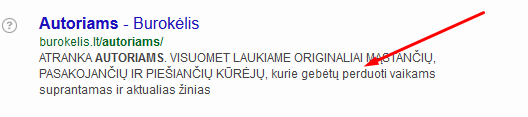 Autoriams - Burokėlis
burokelis.lt/autoriams/
ATRANKA AUTORIAMS. VISUOMET LAUKIAME ORIGINALIAI MĄSTANČIŲ,
PASAKOJANČIŲ IR PIEŠIANČIŲ KŪRĖJŲ, kurie gebėtų perduoti vaikams
suprantamas ir aktualias žinias